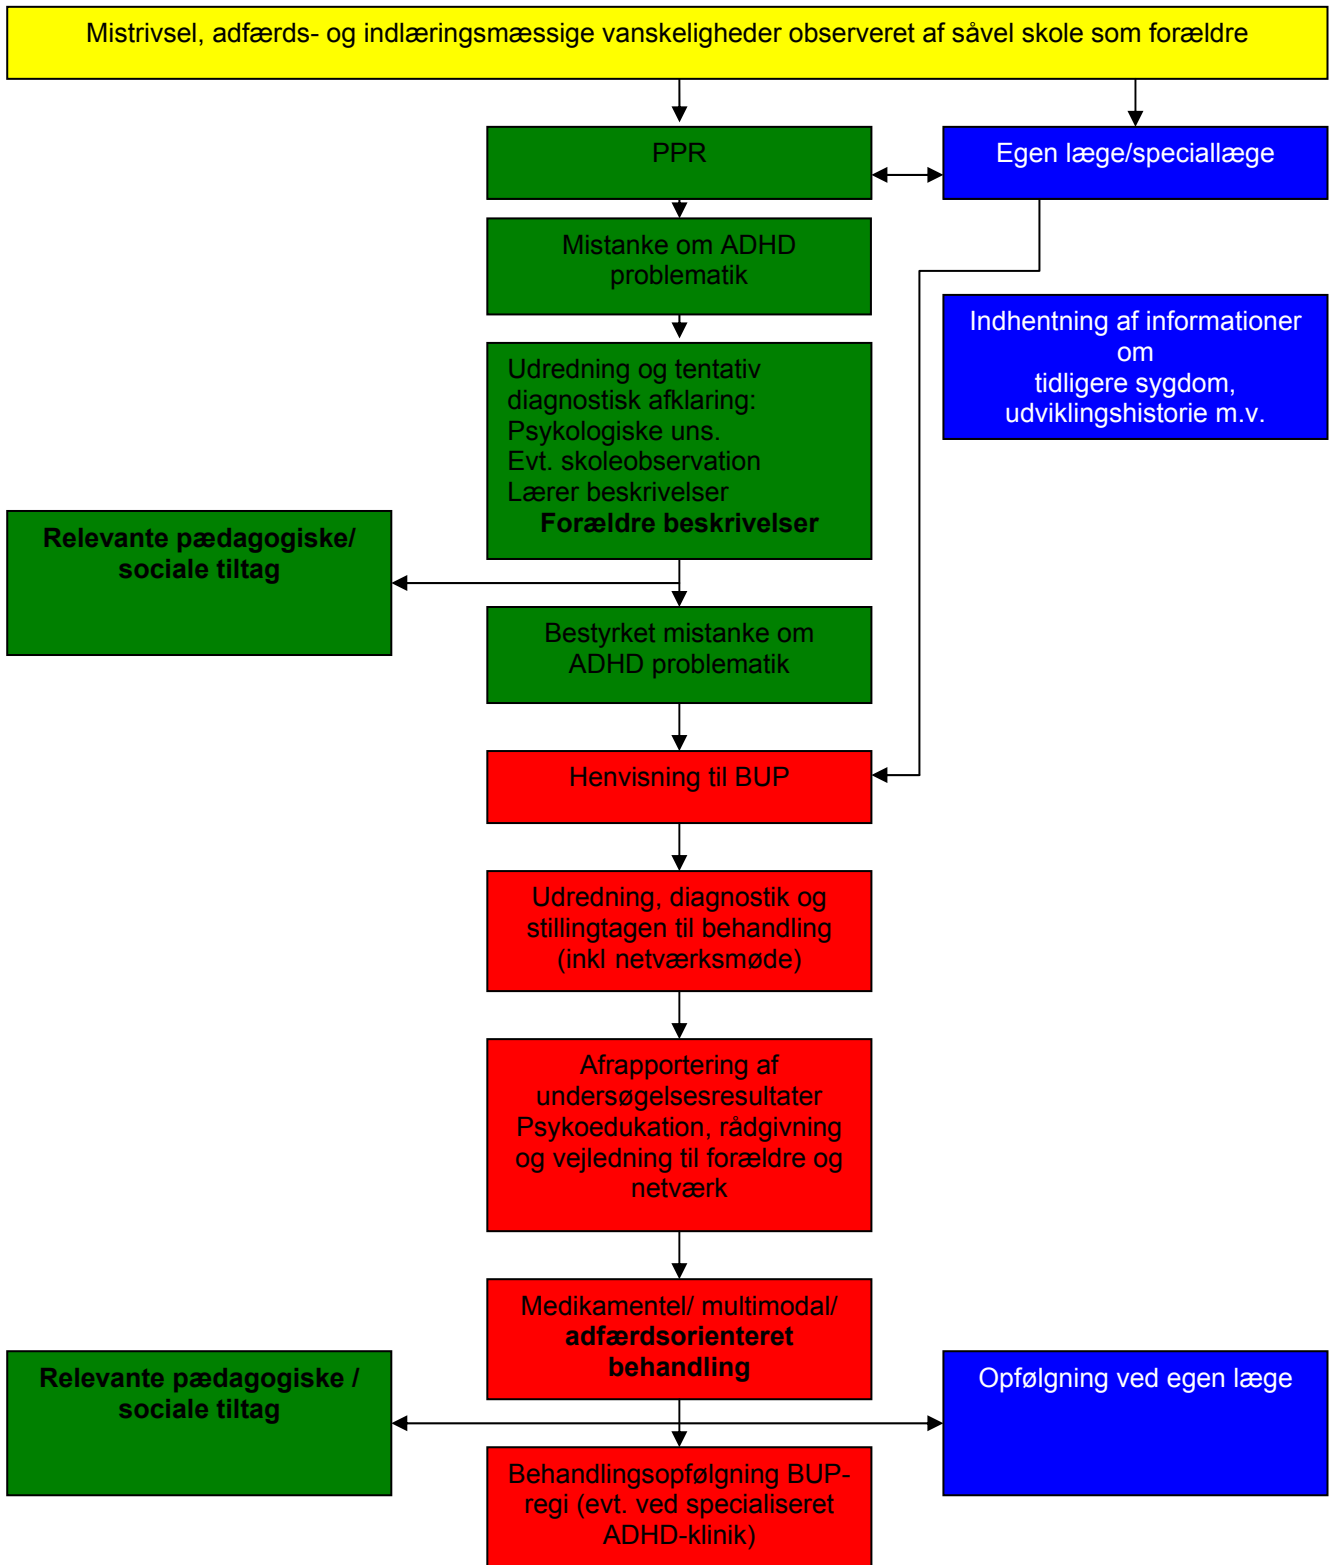 Mistrivsel, adfærds- og indlæringsmæssige vanskeligheder observeret af såvel skole som forældre
PPR
Egen læge/speciallæge
Mistanke om ADHD
problematik
Indhentning af informationer
om
tidligere sygdom,
udviklingshistorie m.v.
Udredning og tentativ
diagnostisk afklaring:
Psykologiske uns.
Evt. skoleobservation
Lærer beskrivelser
Forældre beskrivelser
Relevante pædagogiske/
sociale tiltag
Bestyrket mistanke om
ADHD problematik
Henvisning til BUP
Udredning, diagnostik og
stillingtagen til behandling
(inkl netværksmøde)
Afrapportering af
undersøgelsesresultater
Psykoedukation, rådgivning
og vejledning til forældre og
netværk
Medikamentel/ multimodal/
adfærdsorienteret
behandling
Relevante pædagogiske /
sociale tiltag
Opfølgning ved egen læge
Behandlingsopfølgning BUP-
regi (evt. ved specialiseret
ADHD-klinik)